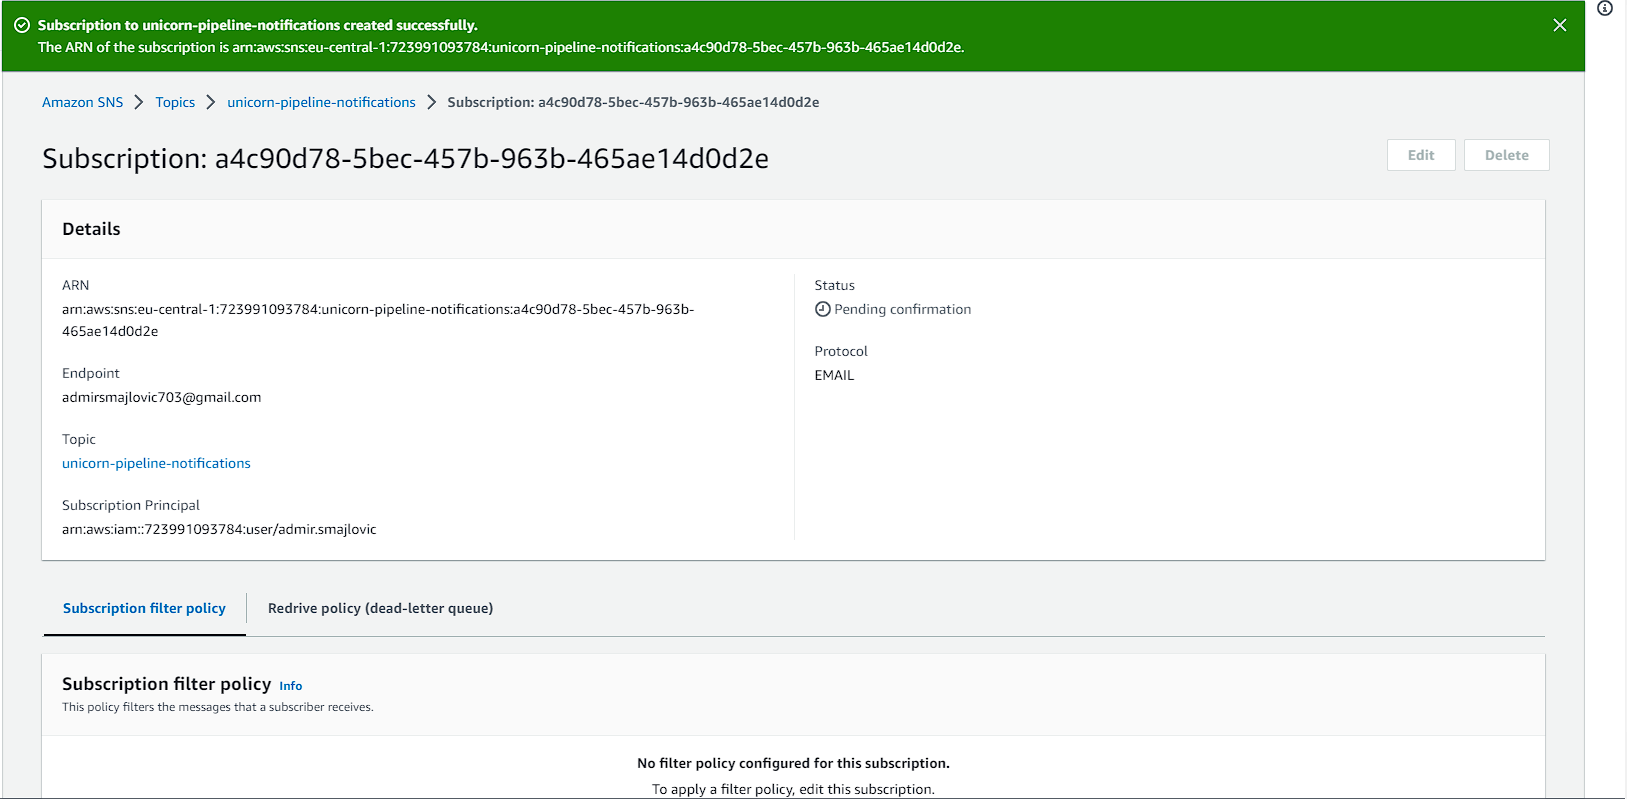 Subscription to unicorn-pipeline-notifications created successfully.
The ARN of the subscription is arn:aws:sns:eu-central-1:723991093784:unicorn-pipeline-notifications:a4c90d78-5bec-457b-963b-465ae14d0d2e.
Amazon SNS > Topics > unicorn-pipeline-notifications > Subscription: a4c90d78-5bec-457b-963b-465ae14d0d2e
Subscription: a4c90d78-5bec-457b-963b-465ae14d0d2e
Edit
Delete
Details
ARN
arn:aws:sns:eu-central-1:723991093784:unicorn-pipeline-notifications:a4c90d78-5bec-457b-963b-
465ae14d0d2e
Endpoint
admirsmajlovic703@gmail.com
Topic
unicorn-pipeline-notifications
Subscription Principal
arn:aws:iam::723991093784:user/admir.smajlovic
Status
Pending confirmation
Protocol
EMAIL
Subscription filter policy
Redrive policy (dead-letter queue)
Subscription filter policy Info
This policy filters the messages that a subscriber receives.
No filter policy configured for this subscription.
To apply a filter policy, edit this subscription.